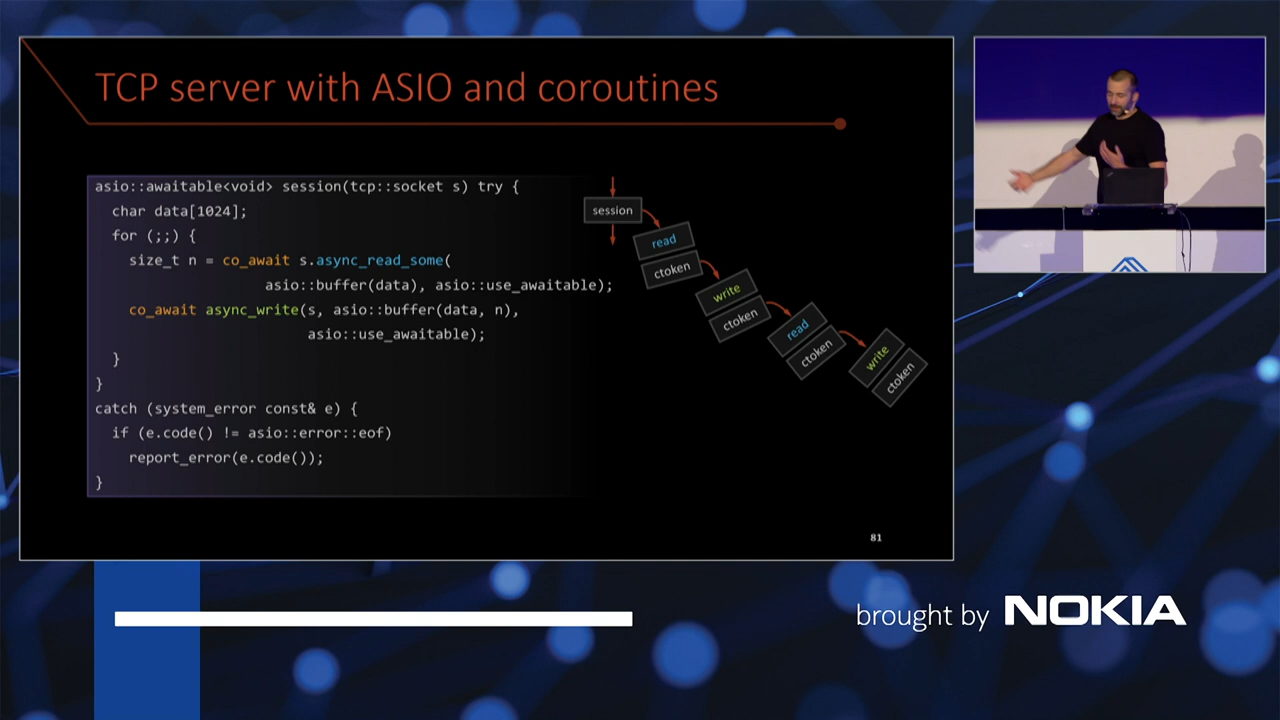 TCP server with ASIO and coroutines
asio::awaitable<void> session(tcp::socket s) try {
char data[1024];
for (;;) {
size_t n = co_await s.async_read_some(
asio::buffer(data), asio::use_awaitable);
co_await async_write(s, asio::buffer(data, n),
asio::use_awaitable);
}
}
catch (system_error const& e) {
if (e.code() != asio::error::eof)
report_error(e.code());
}
session
read
ctoken
write
ctoken
read
ctoken
write
ctoken
81
brought by NOKIA